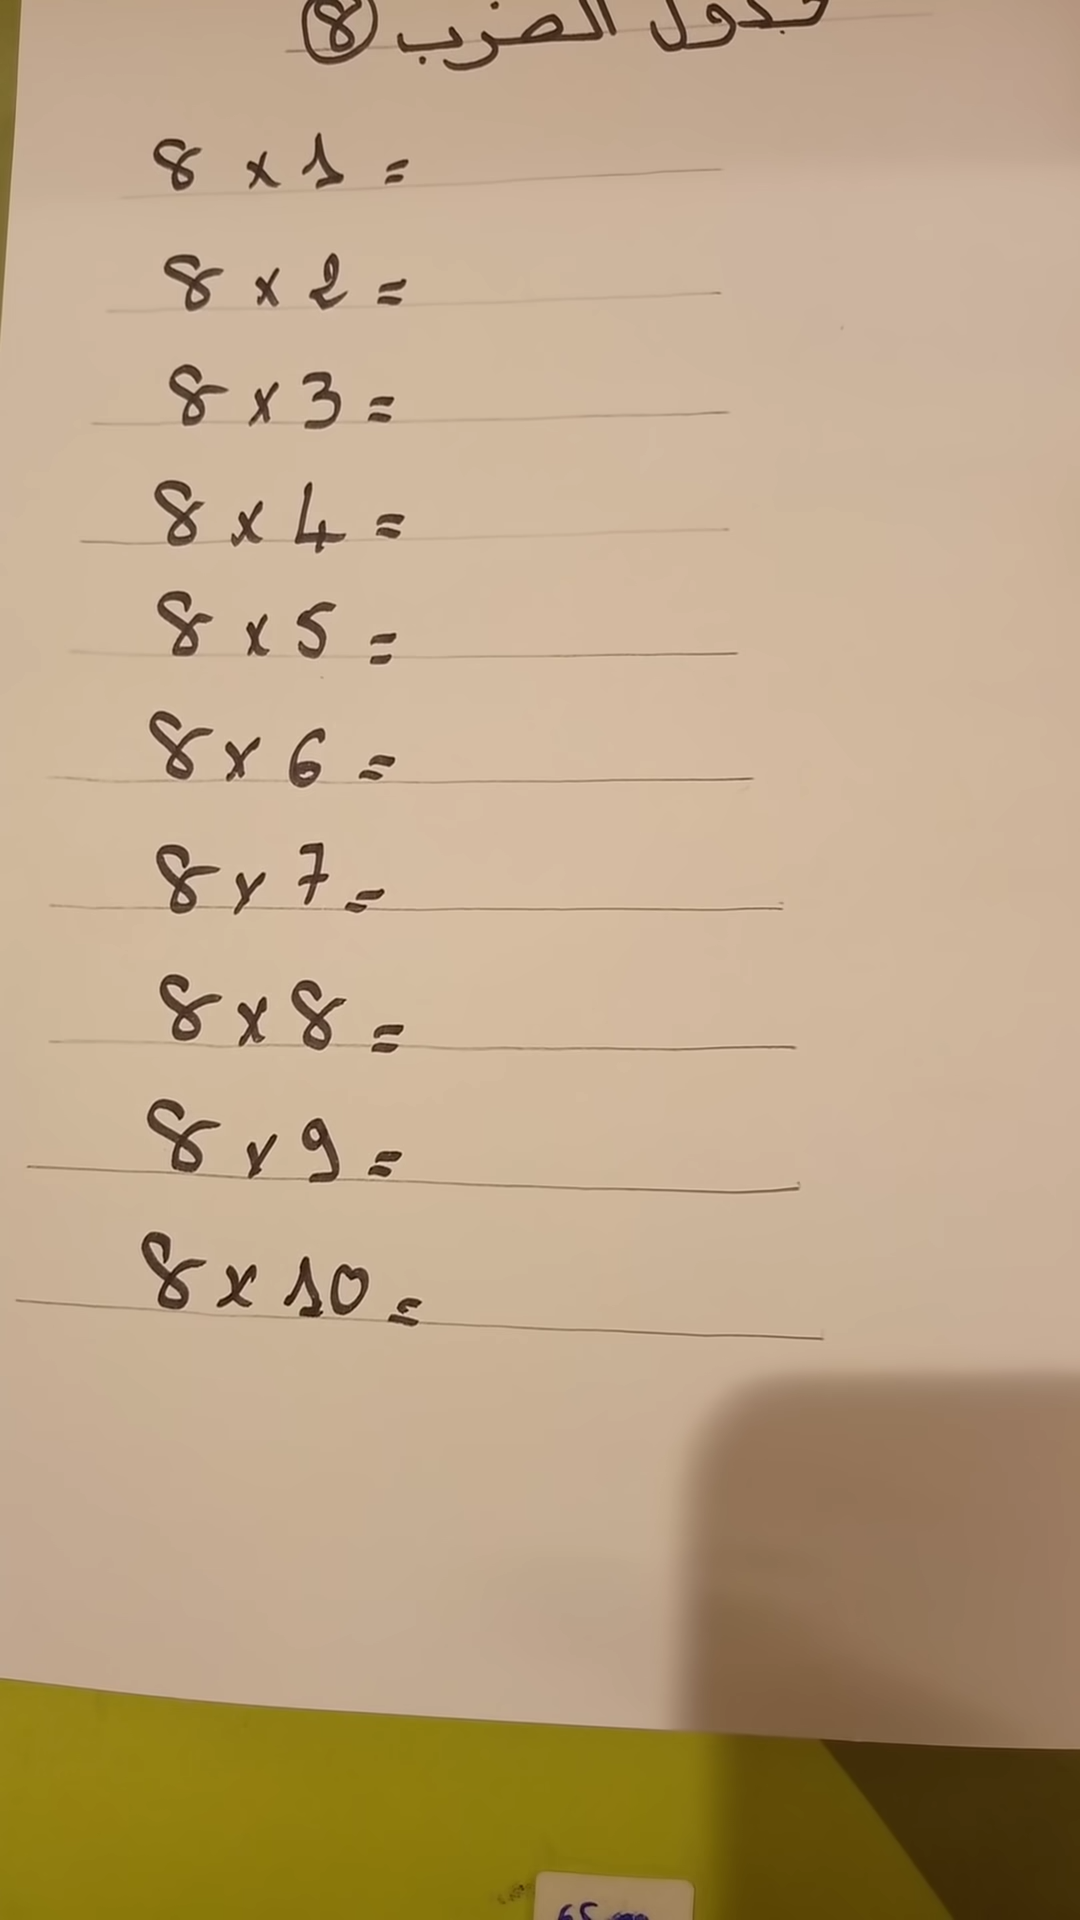 جدول الضرب 8
8 x 1 =
8 x 2 =
8 x 3 =
8 x 4 =
8 x 5 =
8 x 6 =
8 x 7 =
8 x 8 =
8 x 9 =
8 x 10 =
65